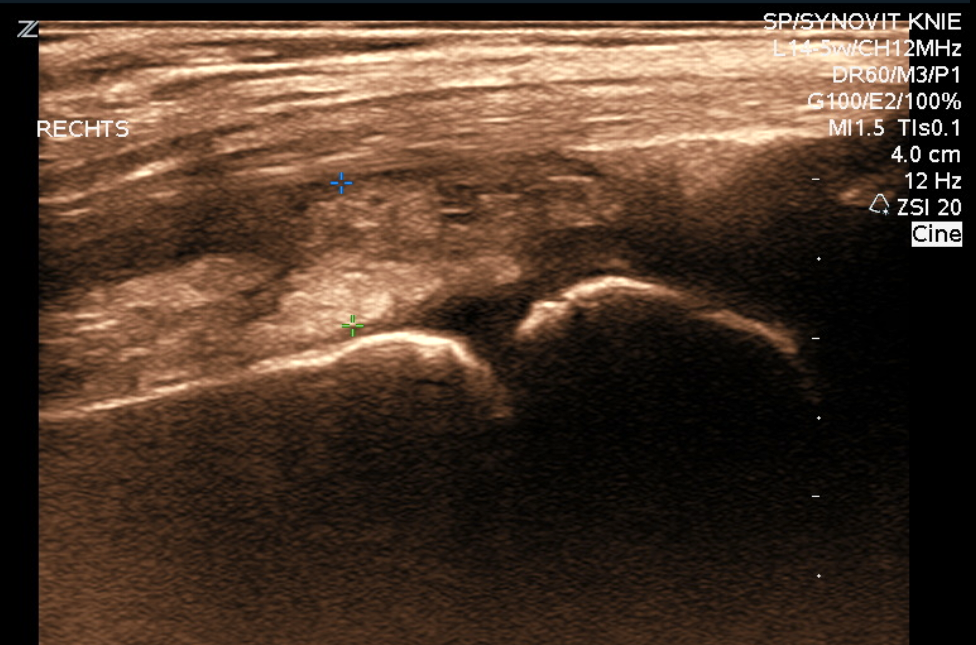 Z
SP/SYNOVIT KNIE
L14-5w/CH12MHz
DR60/M3/P1
G100/E2/100%
RECHTS
MI1.5 TIs0.1
4.0 cm
12 Hz
ZSI 20
Cine